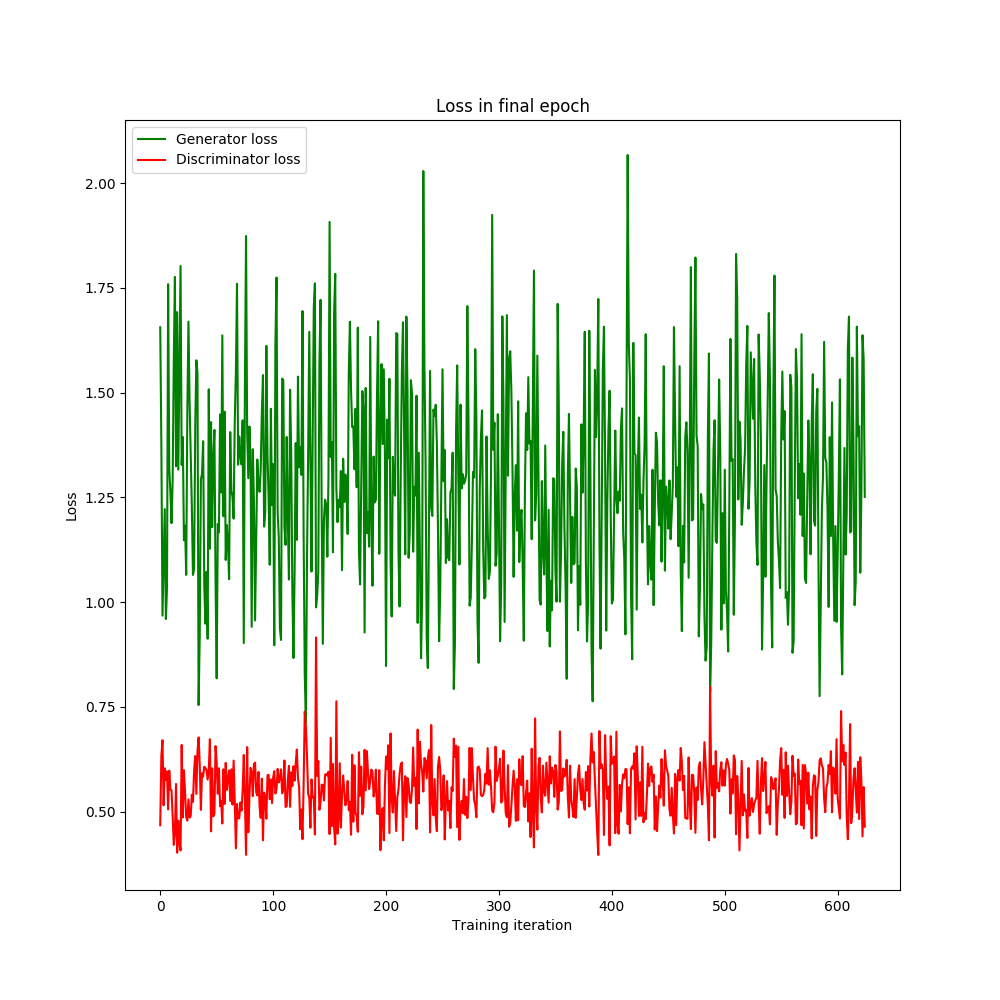 Loss in final epoch
Generator loss
Discriminator loss
2.00
1.75
1.50
1.25
1.00
0.75
0.50
Loss
0 100 200 300 400 500 600
Training iteration